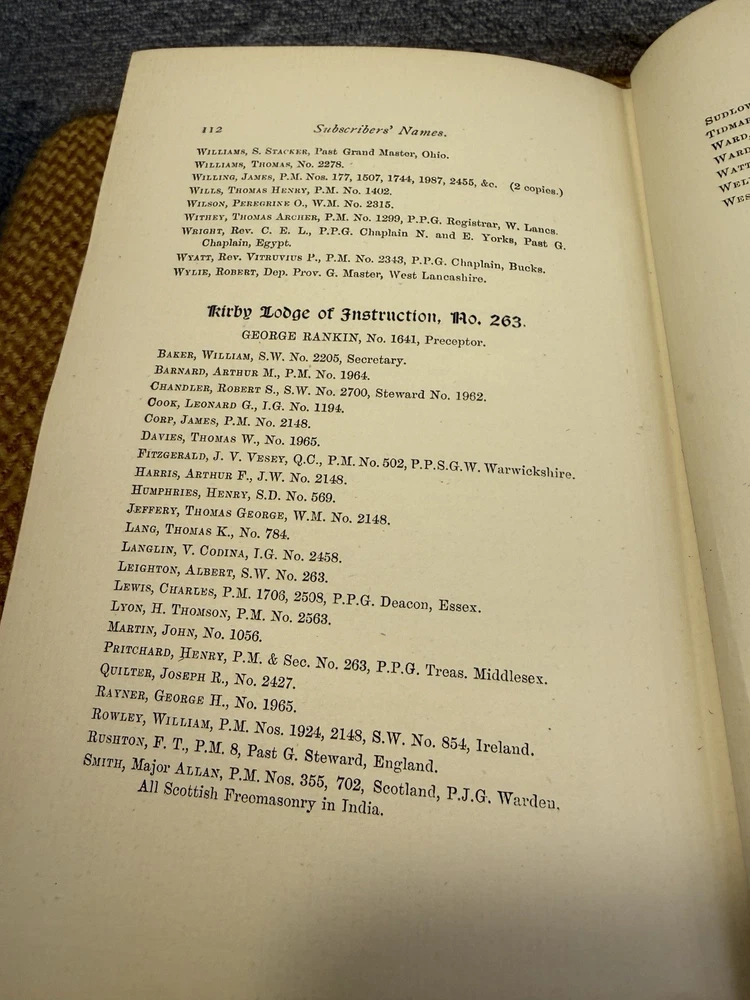 112 Subscribers' Names.
WILLIAMS, S. STACKER, Past Grand Master, Ohio.
WILLIAMS, THOMAS, No. 2278.
WILLING, JAMES, P.M. Nos. 177, 1507, 1744, 1987, 2455, &c. (2 copies.)
WILLS, THOMAS HENRY, P.M. No. 1402.
WILSON, PEREGRINE O., W.M. No. 2315.
WITHEY, THOMAS ARCHER, P.M. No. 1299, P.P.G. Registrar, W. Lancs.
WRIGHT, Rev. C. E. L., P.P.G. Chaplain N. and E. Yorks, Past G.
Chaplain, Egypt.
WYATT, Rev. VITRUVIUS P., P.M. No. 2343, P.P.G. Chaplain, Bucks.
WYLIE, ROBERT, Dep. Prov. G. Master, West Lancashire.
Kirby Lodge of Instruction, No. 263.
GEORGE RANKIN, No. 1641, Preceptor.
BAKER, WILLIAM, S.W. No. 2205, Secretary.
BARNARD, ARTHUR M., P.M. No. 1964.
CHANDLER, ROBERT S., S.W. No. 2700, Steward No. 1962.
COOK, LEONARD G., I.G. No. 1194.
CORP, JAMES, P.M. No. 2148.
DAVIES, THOMAS W., No. 1965.
FITZGERALD, J. V. VESEY, Q.C., P.M. No. 502, P.P.S.G.W. Warwickshire.
HARRIS, ARTHUR F., J.W. No. 2148.
HUMPHRIES, HENRY, S.D. No. 569.
JEFFERY, THOMAS GEORGE, W.M. No. 2148.
LANG, THOMAS K., No. 784.
LANGLIN, V. CODINA, I.G. No. 2458.
LEIGHTON, ALBERT, S.W. No. 263.
LEWIS, CHARLES, P.M. 1706, 2508, P.P.G. Deacon, Essex.
LYON, H. THOMSON, P.M. No. 2563.
MARTIN, JOHN, No. 1056.
PRITCHARD, HENRY, P.M. & Sec. No. 263, P.P.G. Treas. Middlesex.
QUILTER, JOSEPH R., No. 2427.
RAYNER, GEORGE H., No. 1965.
ROWLEY, WILLIAM, P.M. Nos. 1924, 2148, S.W. No. 854, Ireland.
RUSHTON, F. T., P.M. 8, Past G. Steward, England.
SMITH, Major ALLAN, P.M. Nos. 355, 702, Scotland, P.J.G. Warden.
All Scottish Freemasonry in India.
WARD,
WARD
WATT